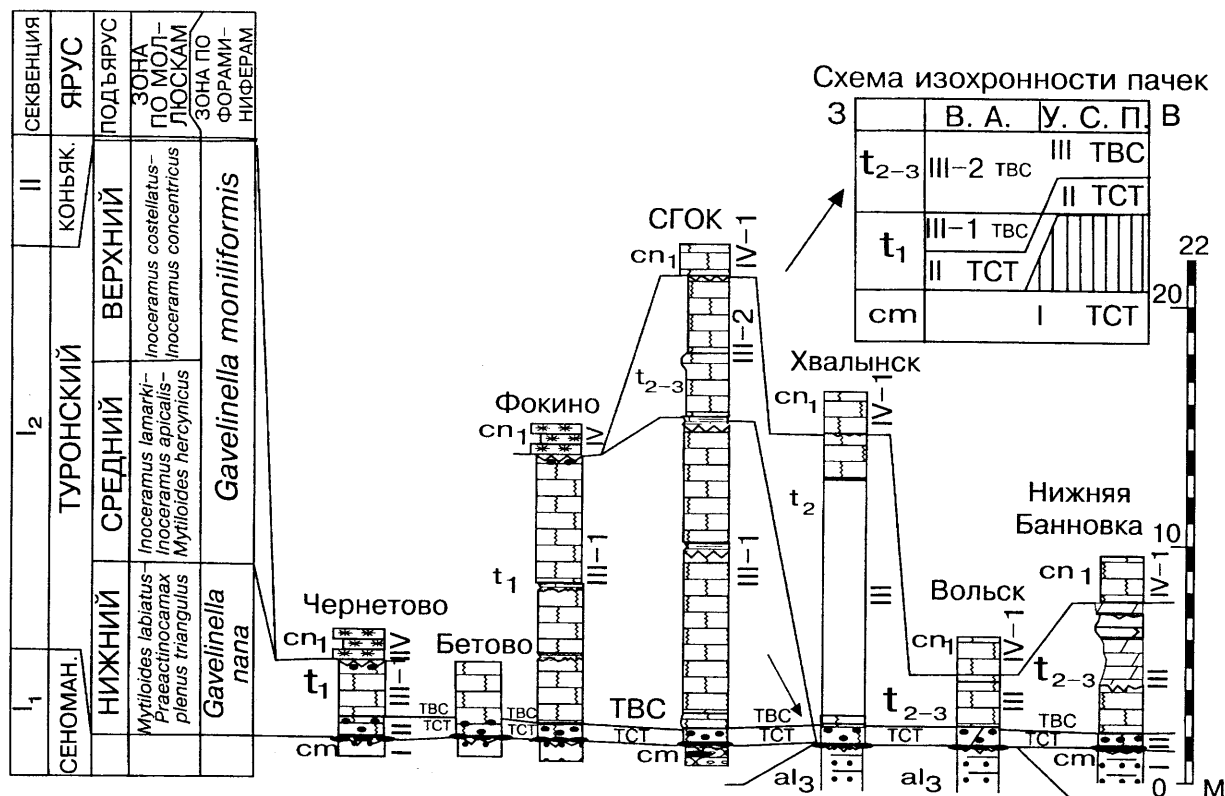 СЕКВЕНЦИЯ
ЯРУС
ПОДЪЯРУС
ЗОНА
ПО МОЛ-
ЛЮСКАМ
ЗОНА ПО
ФОРАМИ-
НИФЕРАМ
II
I2
I1
КОНЬЯК.
ТУРОНСКИЙ
СЕНОМАН.
ВЕРХНИЙ
СРЕДНИЙ
НИЖНИЙ
Inoceramus costellatus–
Inoceramus concentricus
Inoceramus lamarki–
Inoceramus apicalis–
Mytiloides hercynicus
Mytiloides labiatus–
Praeactinocamax
plenus triangulus
Gavelinella moniliformis
Gavelinella
nana
Схема изохронности пачек
З
В. А.
У. С. П.
В
t2–3
III–2 ТВС
III ТВС
II ТСТ
t1
III–1 ТВС
II ТСТ
cm
I ТСТ
Чернетово
cn1
IV
t1
III–1
II
cm
I
ТВС
ТСТ
Бетово
ТВС
ТСТ
Фокино
cn1
IV
t1
III–1
СГОК
cn1
IV–1
III–2
t2–3
III–1
ТВС
ТСТ
cm
ТВС
ТСТ
Хвалынск
cn1
IV–1
t2
III
al3
ТСТ
Вольск
cn1
IV–1
t2–3
III
al3
ТВС
ТСТ
Нижняя
Банновка
cn1
IV–1
t2–3
III
II
cm
I
22
20
10
0
М